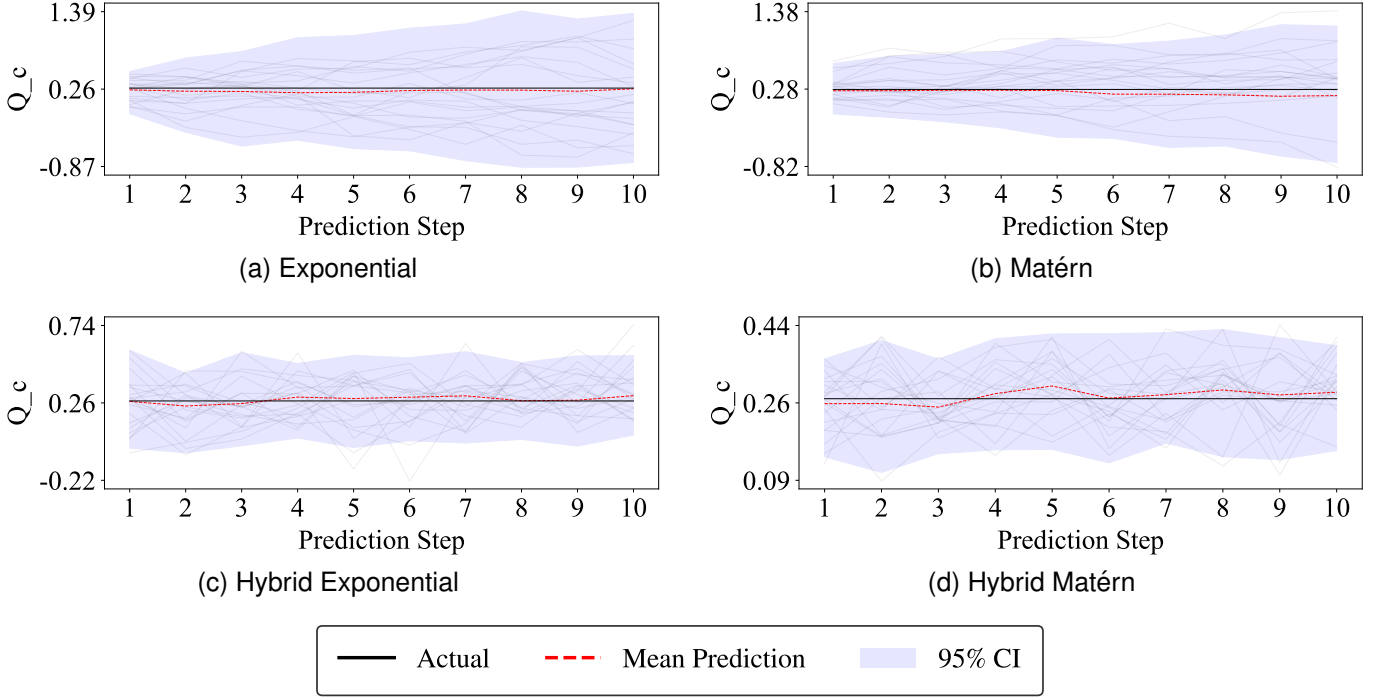 1.39
0.26
-0.87
Q_c
1 2 3 4 5 6 7 8 9 10
Prediction Step
(a) Exponential
1.38
0.28
-0.82
Q_c
1 2 3 4 5 6 7 8 9 10
Prediction Step
(b) Matérn
0.74
0.26
-0.22
Q_c
1 2 3 4 5 6 7 8 9 10
Prediction Step
(c) Hybrid Exponential
0.44
0.26
0.09
Q_c
1 2 3 4 5 6 7 8 9 10
Prediction Step
(d) Hybrid Matérn
Actual Mean Prediction 95% CI